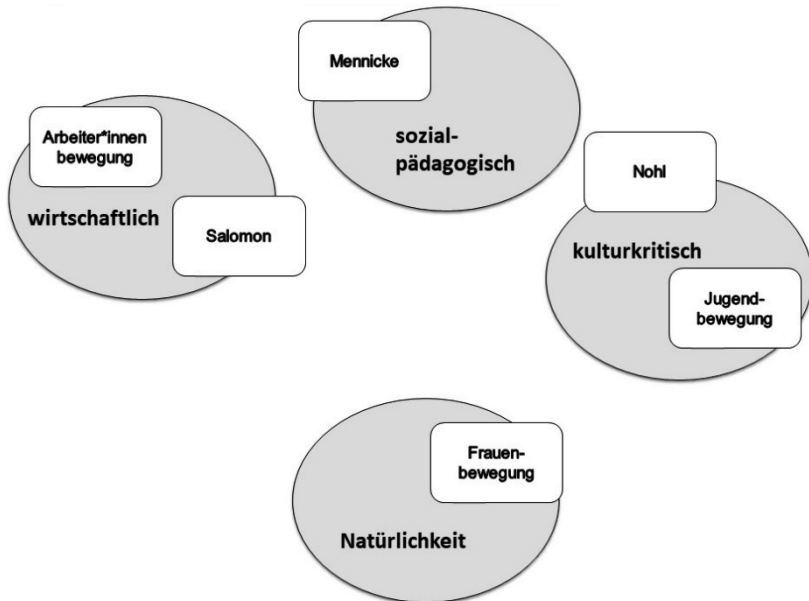 Mennicke
sozial-
pädagogisch
Arbeiter*innen
bewegung
wirtschaftlich
Salomon
Nohl
kulturkritisch
Jugend-
bewegung
Frauen-
bewegung
Natürlichkeit